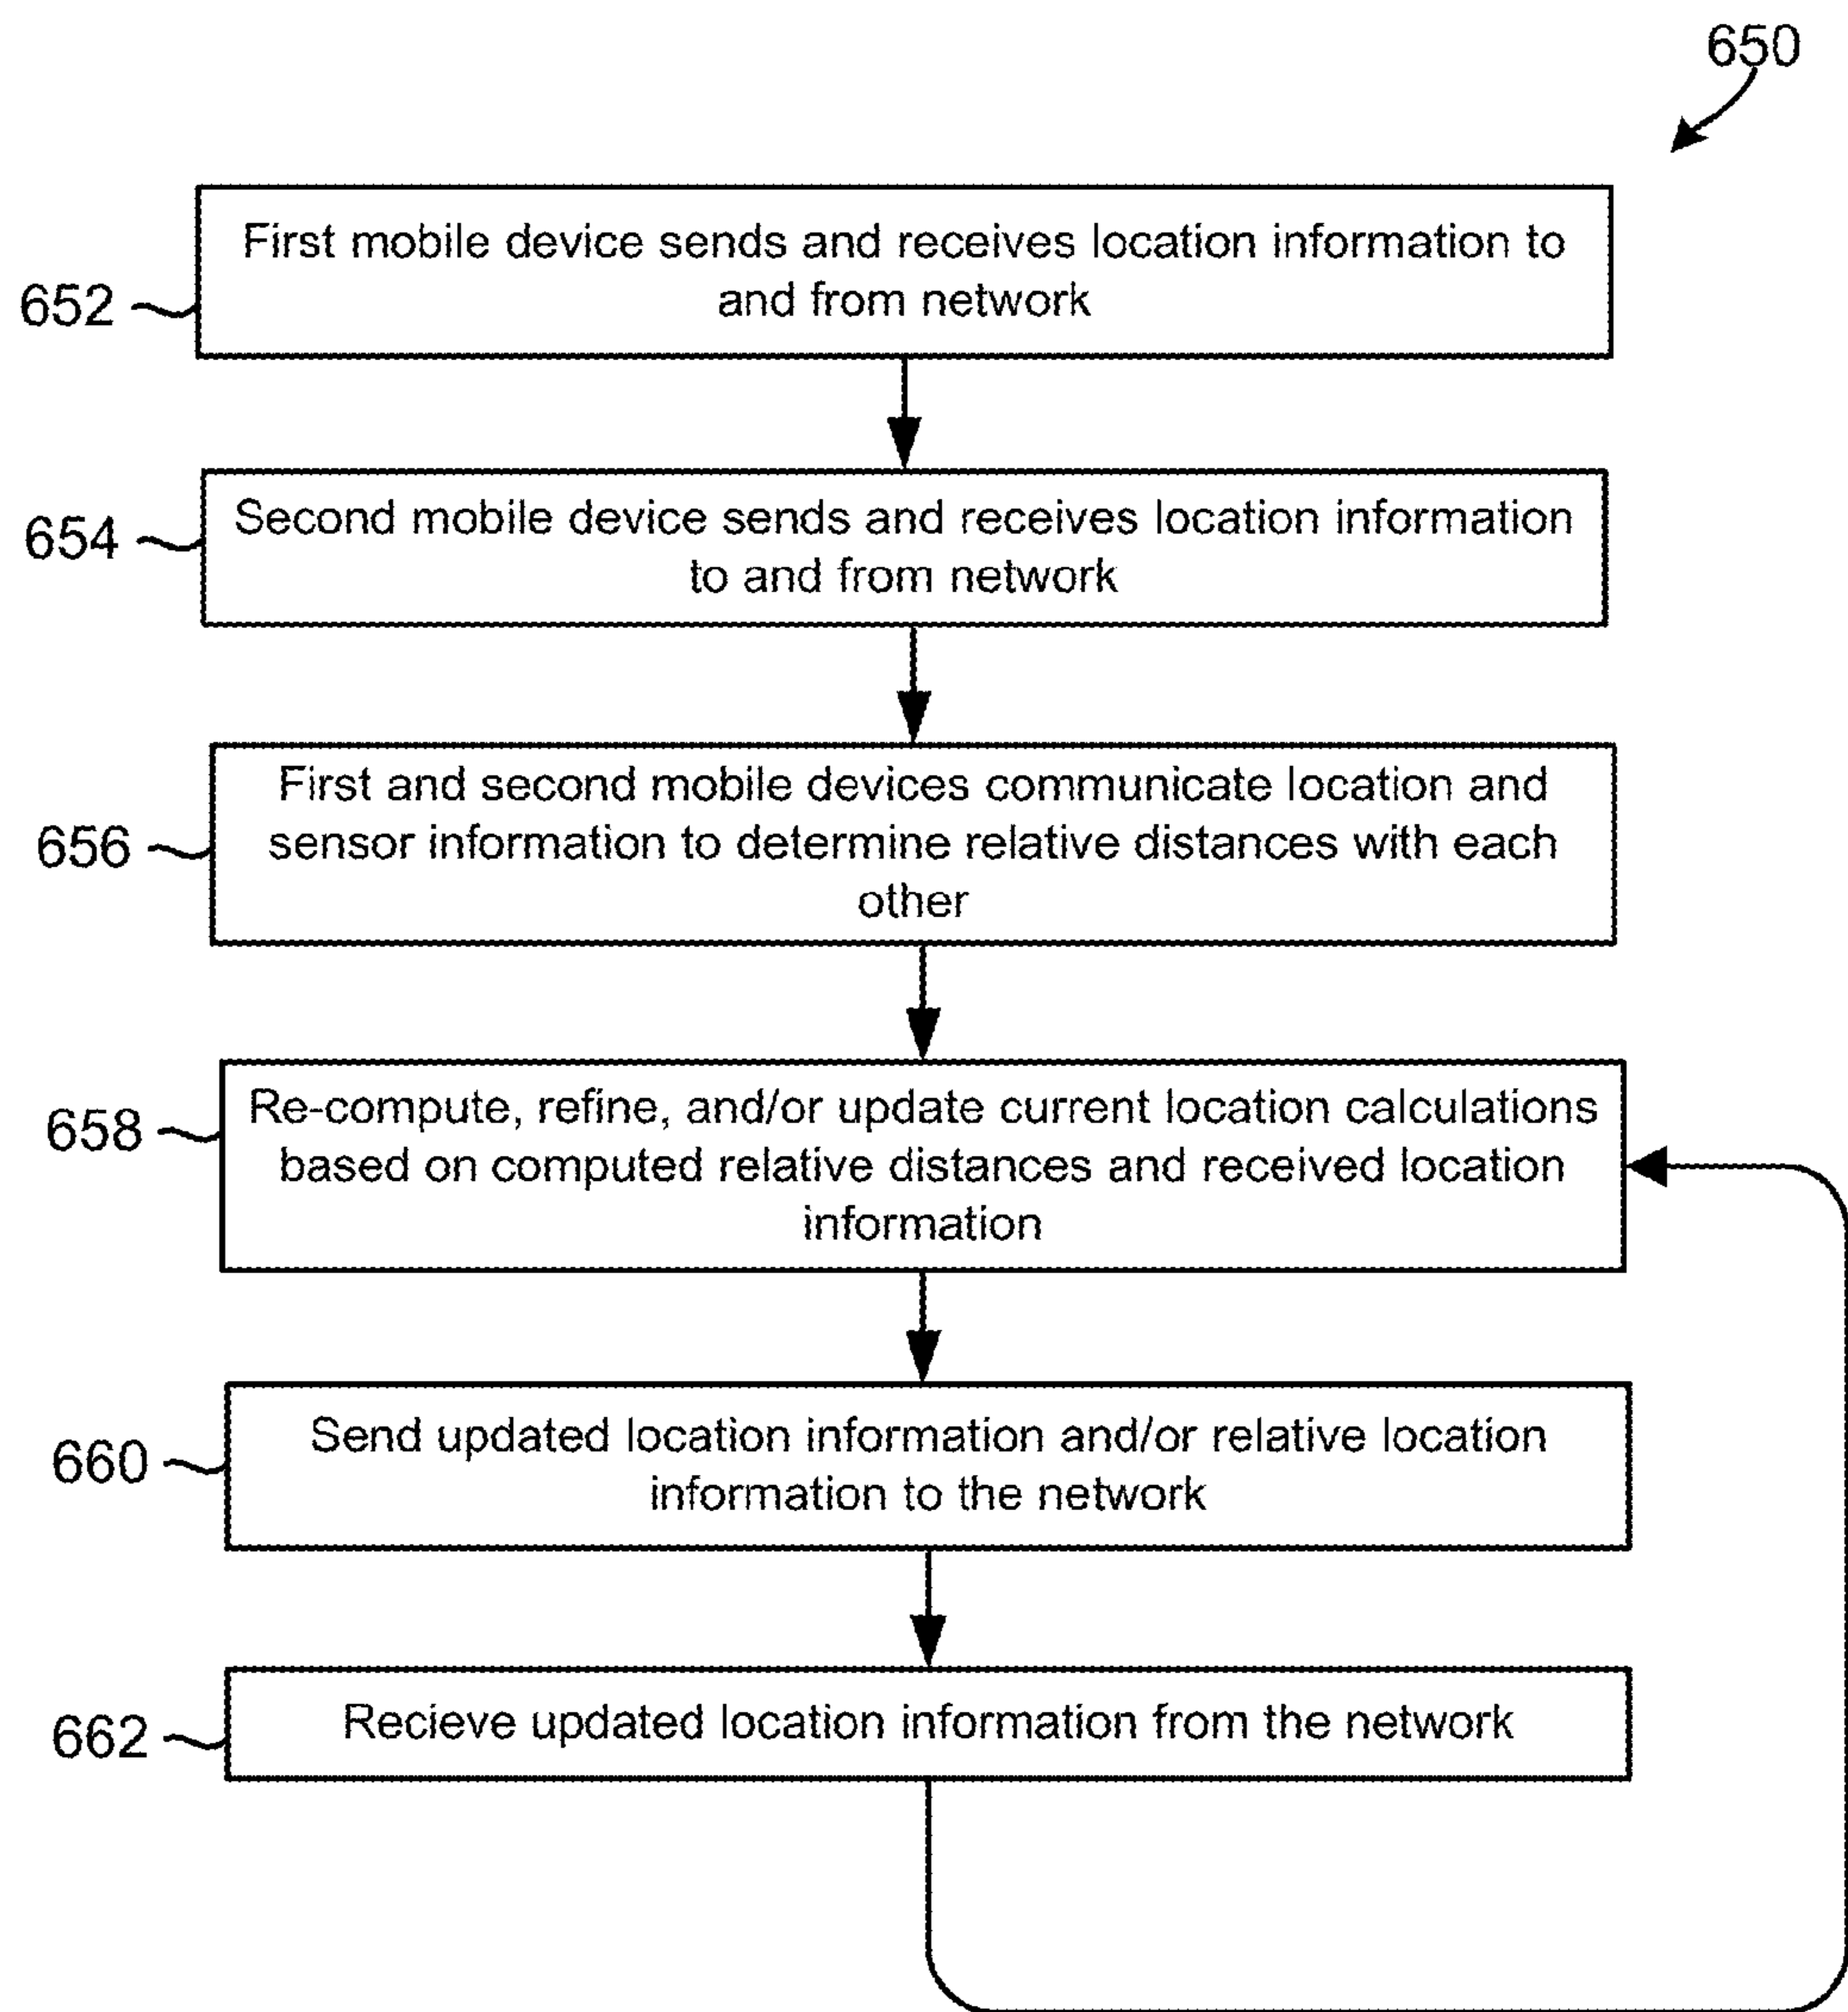 650
First mobile device sends and receives location information to
and from network
652
Second mobile device sends and receives location information
to and from network
654
First and second mobile devices communicate location and
sensor information to determine relative distances with each
other
656
Re-compute, refine, and/or update current location calculations
based on computed relative distances and received location
information
658
Send updated location information and/or relative location
information to the network
660
Recieve updated location information from the network
662